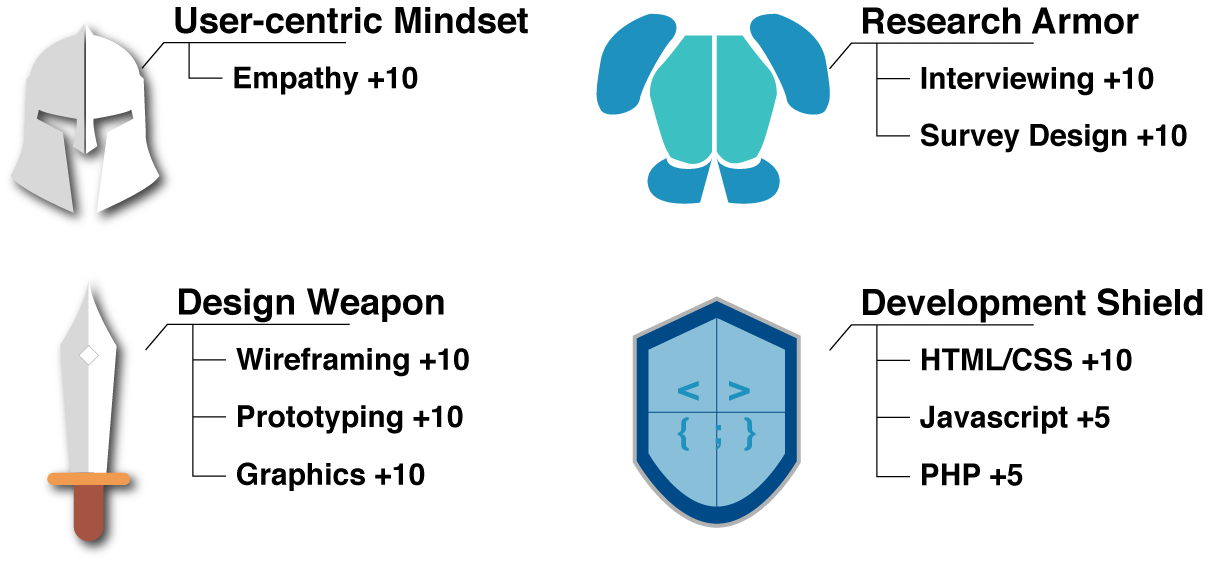 User-centric Mindset
Empathy +10
Research Armor
Interviewing +10
Survey Design +10
Design Weapon
Wireframing +10
Prototyping +10
Graphics +10
Development Shield
HTML/CSS +10
Javascript +5
PHP +5
< >
{ ; }